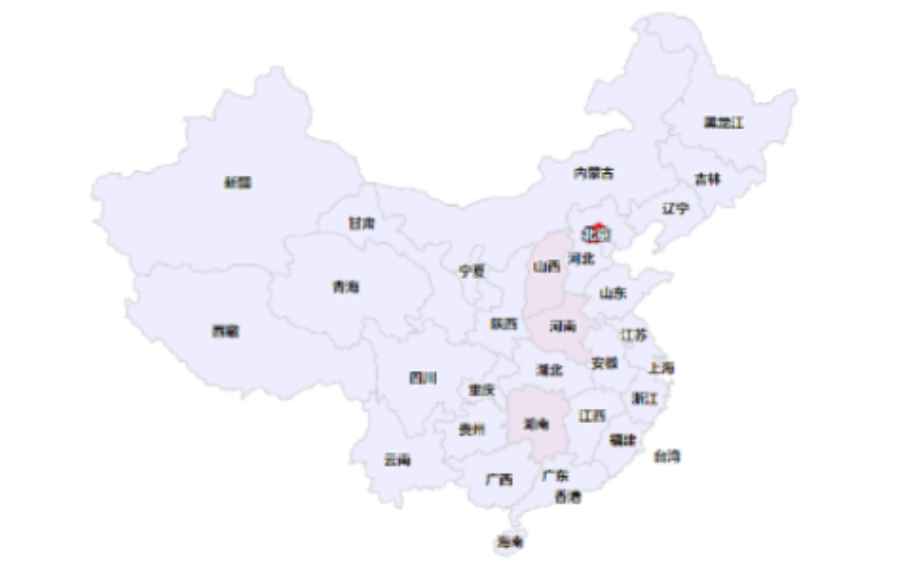 黑龙江
内蒙古
吉林
新疆
辽宁
甘肃
北京
河北
山西
宁夏
青海
山东
陕西
河南
西藏
江苏
安徽
上海
湖北
四川
重庆
浙江
江西
湖南
贵州
福建
台湾
云南
广东
广西
香港
海南